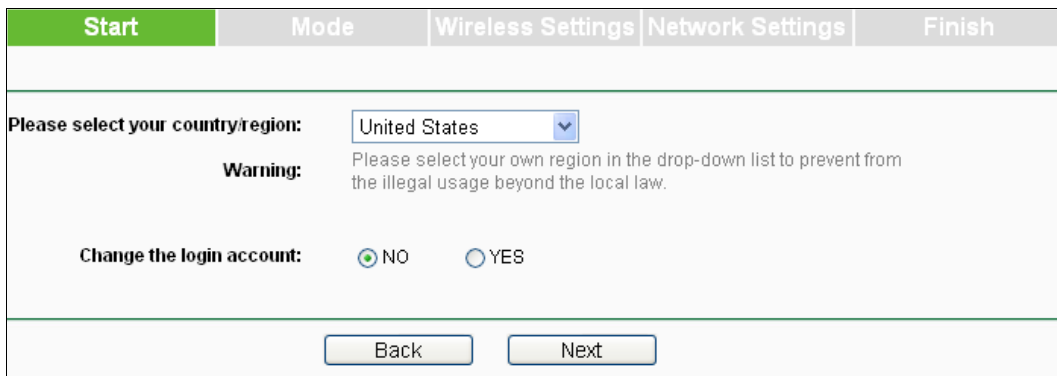 Start Mode Wireless Settings Network Settings Finish
Please select your country/region: United States
Warning: Please select your own region in the drop-down list to prevent from
the illegal usage beyond the local law.
Change the login account: NO YES
Back Next